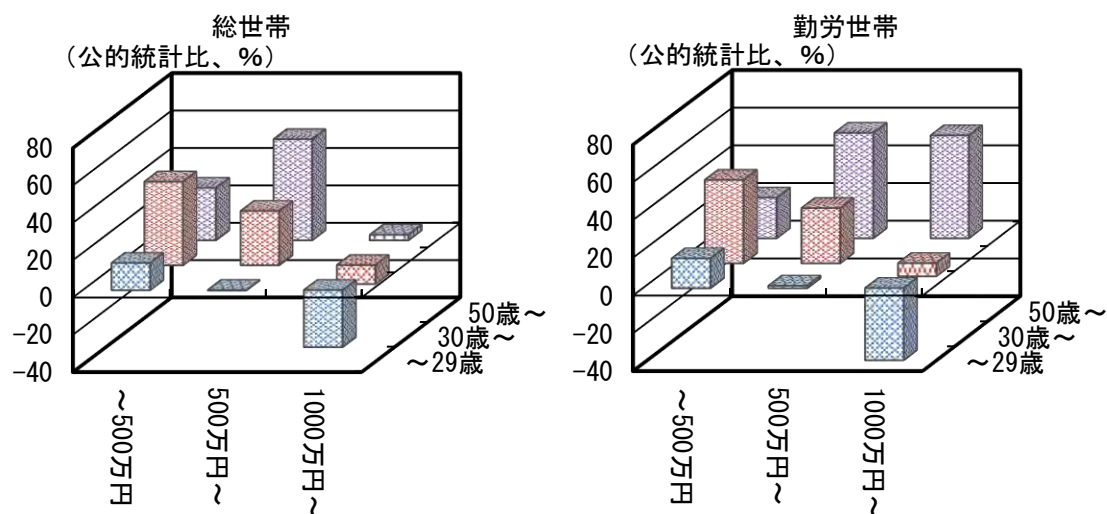 総世帯
(公的統計比、%)
80
60
40
20
0
-20
-40
50歳～
30歳～
～29歳
～500万円
500万円～
1000万円～
勤労世帯
(公的統計比、%)
80
60
40
20
0
-20
-40
50歳～
30歳～
～29歳
～500万円
500万円～
1000万円～